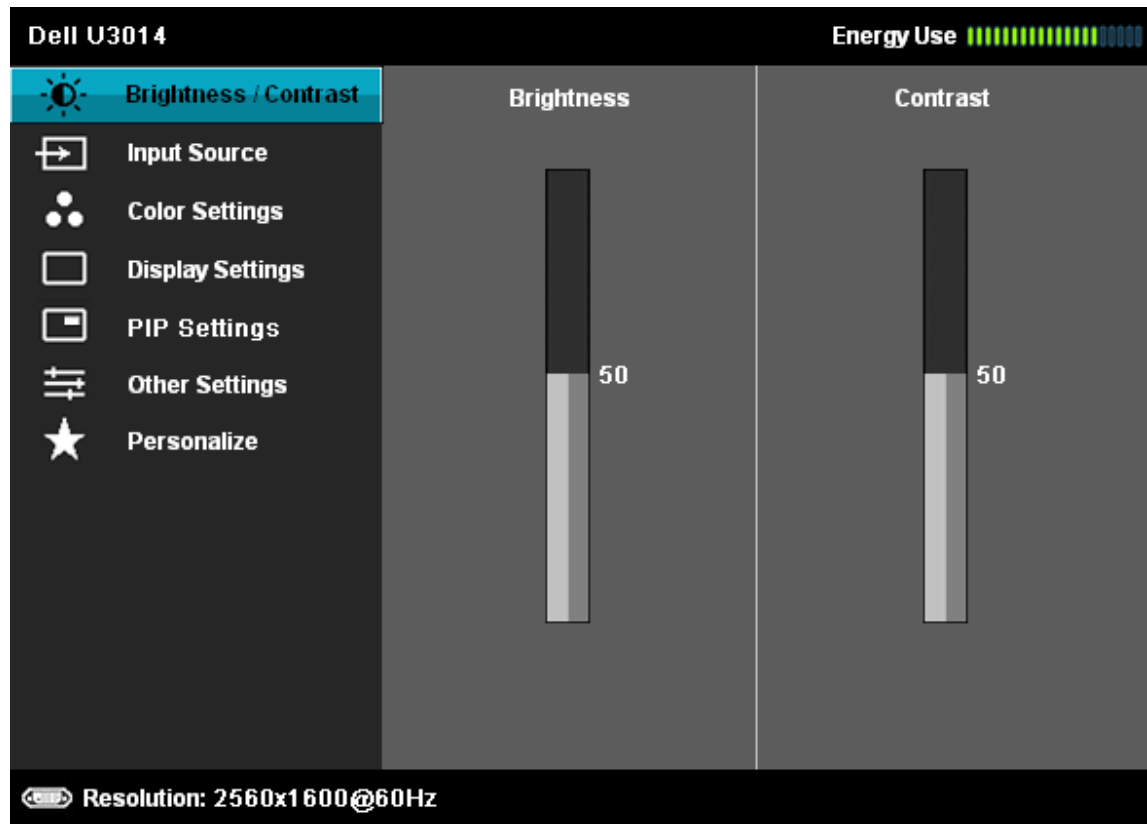 Dell U3014
Energy Use
Brightness / Contrast
Input Source
Color Settings
Display Settings
PIP Settings
Other Settings
Personalize
Brightness
50
Contrast
50
Resolution: 2560x1600@60Hz